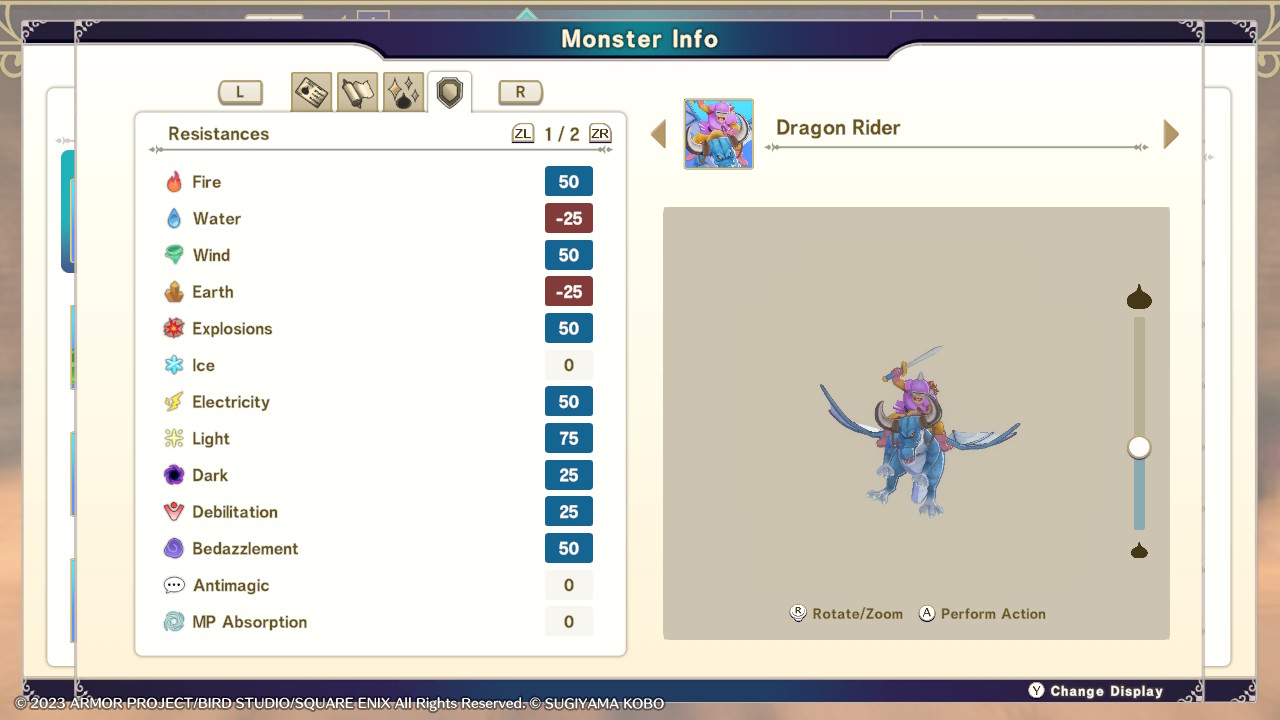 Monster Info
L
R
Resistances
ZL 1 / 2 ZR
Dragon Rider
Fire 50
Water -25
Wind 50
Earth -25
Explosions 50
Ice 0
Electricity 50
Light 75
Dark 25
Debilitation 25
Bedazzlement 50
Antimagic 0
MP Absorption 0
R Rotate/Zoom A Perform Action
Y Change Display
© 2023 ARMOR PROJECT/BIRD STUDIO/SQUARE ENIX All Rights Reserved. © SUGIYAMA KOBO